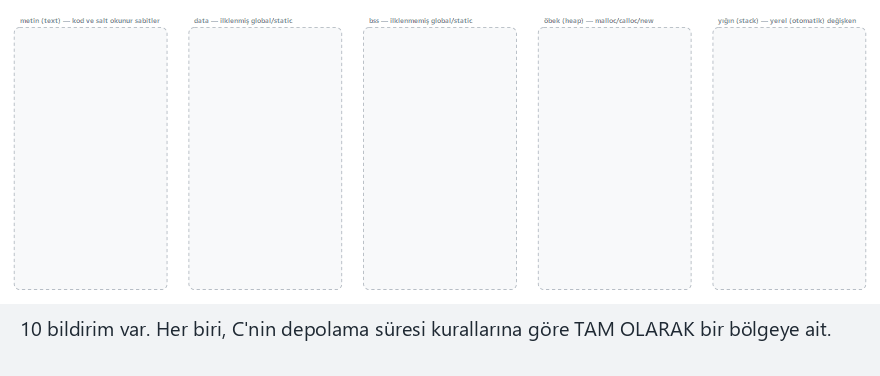 metin (text) — kod ve salt okunur sabitler
data — ilklenmiş global/static
bss — ilklenmemiş global/static
öbek (heap) — malloc/calloc/new
yığın (stack) — yerel (otomatik) değişken
10 bildirim var. Her biri, C'nin depolama süresi kurallarına göre TAM OLARAK bir bölgeye ait.